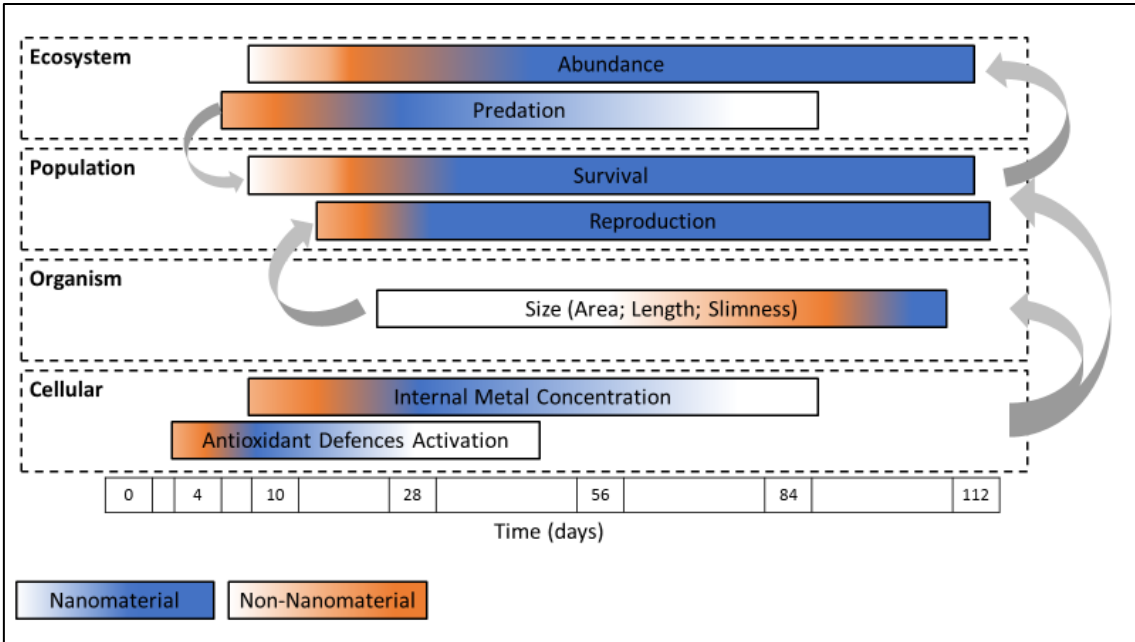 Ecosystem
Abundance
Predation
Population
Survival
Reproduction
Organism
Size (Area; Length; Slimness)
Cellular
Internal Metal Concentration
Antioxidant Defences Activation
0 4 10 28 56 84 112
Time (days)
Nanomaterial Non-Nanomaterial